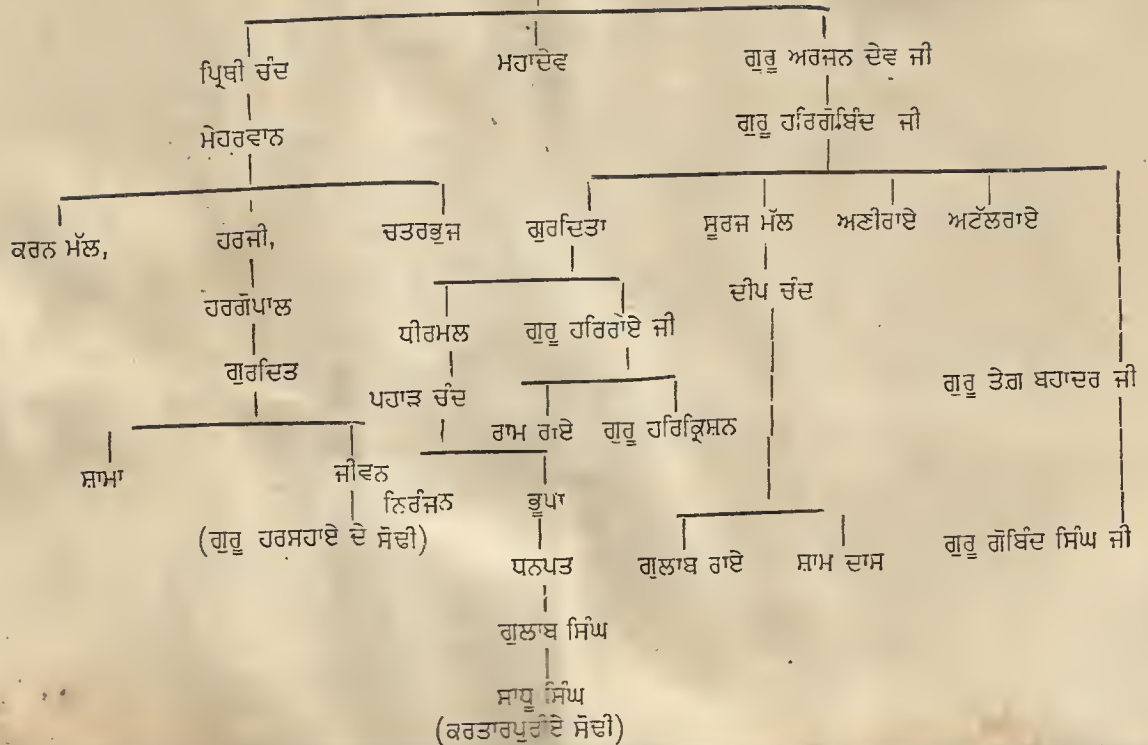 ਪ੍ਰਿਥੀ ਚੰਦ
ਮਹਾਦੇਵ
ਗੁਰੂ ਅਰਜਨ ਦੇਵ ਜੀ
ਮੇਹਰਵਾਨ
ਗੁਰੂ ਹਰਿਗੋਬਿੰਦ ਜੀ
ਕਰਨ ਮੱਲ,
ਹਰਜੀ,
ਚਤਰਭੁਜ
ਗੁਰਦਿਤਾ
ਸੂਰਜ ਮੱਲ
ਅਣੀਰਾਏ
ਅਟੱਲਰਾਏ
ਹਰਗੋਪਾਲ
ਧੀਰਮਲ
ਗੁਰੂ ਹਰਿਰਾਏ ਜੀ
ਦੀਪ ਚੰਦ
ਗੁਰਦਿਤ
ਪਹਾੜ ਚੰਦ
ਗੁਰੂ ਤੇਗ਼ ਬਹਾਦਰ ਜੀ
ਰਾਮ ਰਾਏ
ਗੁਰੂ ਹਰਿਕ੍ਰਿਸ਼ਨ
ਸ਼ਾਮਾ
ਜੀਵਨ
(ਗੁਰੂ ਹਰਸਹਾਏ ਦੇ ਸੋਢੀ)
ਨਿਰੰਜਨ
ਭੂਪਾ
ਗੁਲਾਬ ਰਾਏ
ਸ਼ਾਮ ਦਾਸ
ਗੁਰੂ ਗੋਬਿੰਦ ਸਿੰਘ ਜੀ
ਧਨਪਤ
ਗੁਲਾਬ ਸਿੰਘ
ਸਾਧੂ ਸਿੰਘ
(ਕਰਤਾਰਪੁਰੀਏ ਸੋਢੀ)